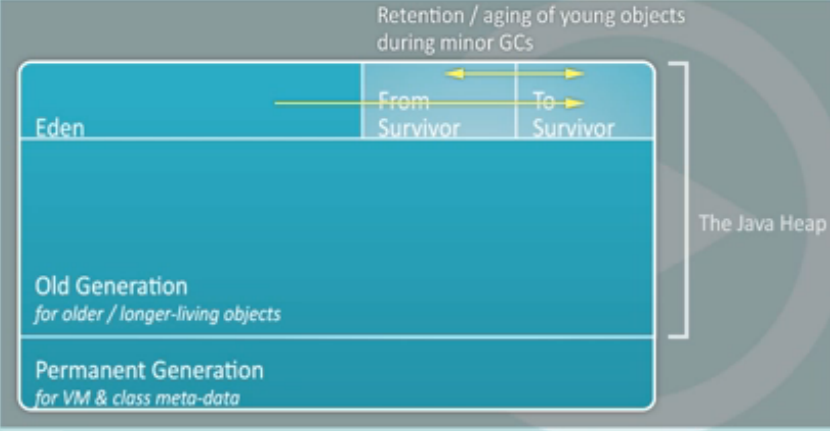 Retention / aging of young objects
during minor GCs
Eden
From
Survivor
To
Survivor
The Java Heap
Old Generation
for older / longer-living objects
Permanent Generation
for VM & class meta-data